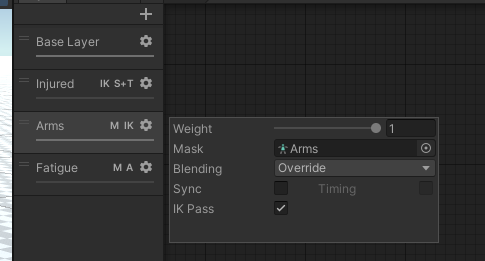 Base Layer
Injured IK S+T
Arms M IK
Fatigue M A
Weight 1
Mask Arms
Blending Override
Sync Timing
IK Pass